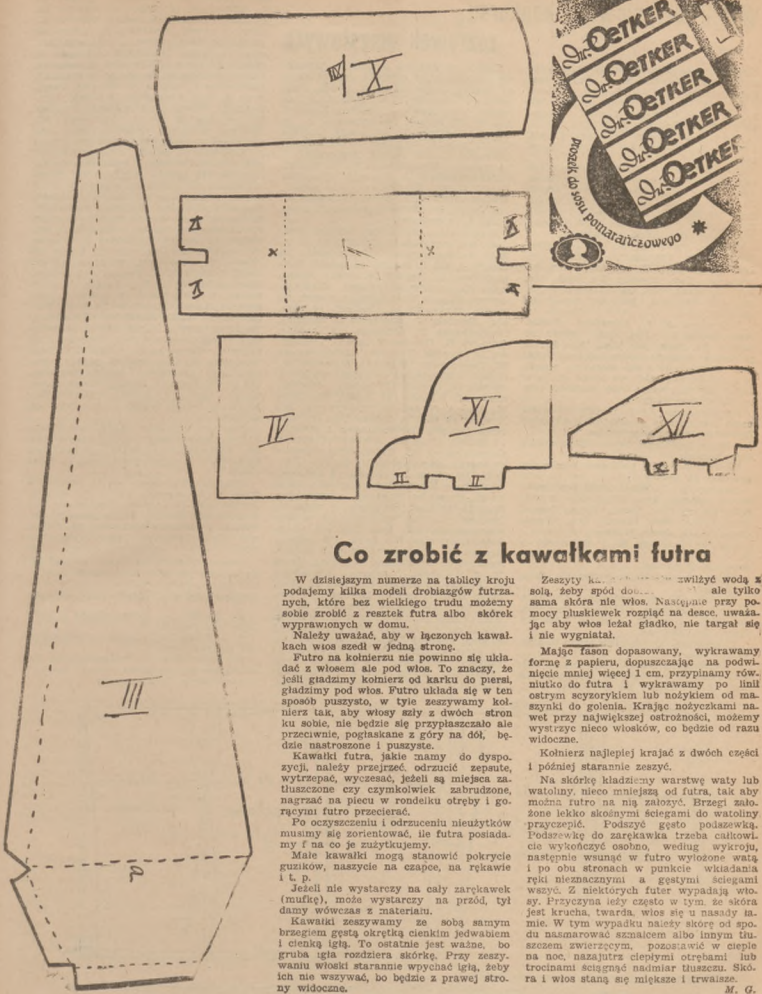 X
Dr. OETKER
Dr. OETKER
Dr. OETKER
Dr. OETKER
Dr. OETKER
proszek do sosu pomarańczowego
x
x
IV
XI
II
II
XII
III
a
Co zrobić z kawałkami futra
W dzisiejszym numerze na tablicy kroju
podajemy kilka modeli drobiazgów futrza-
nych, które bez wielkiego trudu możemy
sobie zrobić z resztek futra albo skórek
wyprawionych w domu.
Należy uważać, aby w łączonych kawał-
kach włos szedł w jedną stronę.
Futro na kołnierzu nie powinno się ukła-
dać z włosem ale pod włos. To znaczy, że
jeśli gładzimy kołnierz od karku do piersi,
gładzimy pod włos. Futro układa się w ten
sposób puszysto, w tyle zeszywamy koł-
nierz tak, aby włosy szły z dwóch stron
ku sobie, nie będzie się przypłaszczało ale
przeciwnie, pogłaskane z góry na dół, bę-
dzie nastroszone i puszyste.
Kawałki futra, jakie mamy do dyspo-
zycji, należy przejrzeć, odrzucić zepsute,
wytrzepać, wyczesać, jeżeli są miejsca za-
tłuszczone czy czymkolwiek zabrudzone,
nagrzać na piecu w rondelku otręby i go-
rącymi futro przecierać.
Po oczyszczeniu i odrzuceniu nieużytków
musimy się zorientować, ile futra posiada-
my i na co je zużytkujemy.
Małe kawałki mogą stanowić pokrycie
guzików, naszycie na czapce, na rękawie
i t. p.
Jeżeli nie wystarczy na cały zarękawek
(mufkę), może wystarczy na przód, tył
damy wówczas z materiału.
Kawałki zeszywamy ze sobą samym
brzegiem gęstą okrętką cienkim jedwabiem
i cienką igłą. To ostatnie jest ważne, bo
gruba igła rozdziera skórkę. Przy zeszy-
waniu włoski starannie wpychać igłą, żeby
ich nie wszywać, bo będzie z prawej stro-
ny widoczne.
Zeszyty zwilżyć wodą z
solą, żeby spód ale tylko
sama skóra nie włos. Następnie przy po-
mocy pluskiewek rozpiąć na desce, uważa-
jąc aby włos leżał gładko, nie targał się
i nie wygniatał.
Mając fason dopasowany, wykrawamy
formę z papieru, dopuszczając na podwi-
nięcie mniej więcej 1 cm, przypinamy rów-
niutko do futra i wykrawamy po linii
ostrym scyzorykiem lub nożykiem od ma-
szynki do golenia. Krając nożyczkami na-
wet przy największej ostrożności, możemy
wystrzyc nieco włosków, co będzie od razu
widoczne.
Kołnierz najlepiej krajać z dwóch części
i później starannie zeszyć.
Na skórkę kładziemy warstwę waty lub
watoliny, nieco mniejszą od futra, tak aby
można futro na nią założyć. Brzegi zało-
żone lekko skośnymi ściegami do watoliny
przyczepić. Podszyć gęsto podszewką.
Podszewkę do zarękawka trzeba całkowi-
cie wykończyć osobno, według wykroju,
następnie wsunąć w futro wyłożone watą
i po obu stronach w punkcie wkładania
ręki nieznacznymi a gęstymi ściegami
wszyć. Z niektórych futer wypadają wło-
sy. Przyczyna leży często w tym, że skóra
jest krucha, twarda, włos się u nasady ła-
mie. W tym wypadku należy skórę od spo-
du nasmarować szmalcem albo innym tłu-
szczem zwierzęcym, pozostawić w cieple
na noc, nazajutrz ciepłymi otrębami lub
trocinami ściągnąć nadmiar tłuszczu. Skó-
ra i włos staną się miększe i trwalsze.
M. G.